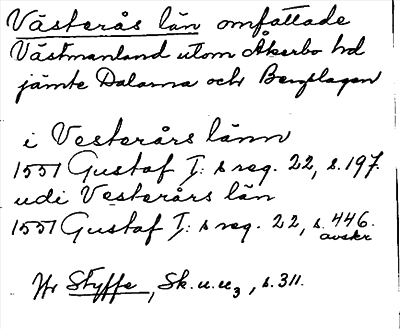 Västerås län omfattade
Västmanland utom Åkerbo hd
jämte Dalarna och Bergslagen
i Vesterårs länn
1551 Gustaf I: s reg. 22, s. 197.
udi Vesterårs län
1551 Gustaf I: s reg. 22, s. 446.
avskr
Jfr Styffe, Sk. u. u3, s. 311.